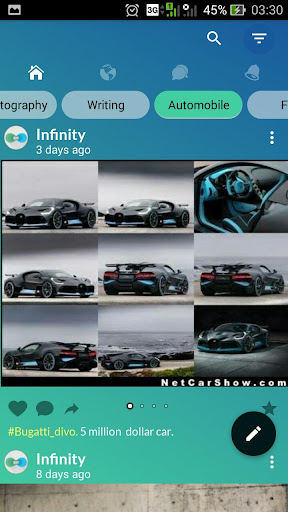 3G 45% 03:30
tography Writing Automobile F
Infinity
3 days ago
NetCarShow.com
#Bugatti_divo. 5 million dollar car.
Infinity
8 days ago